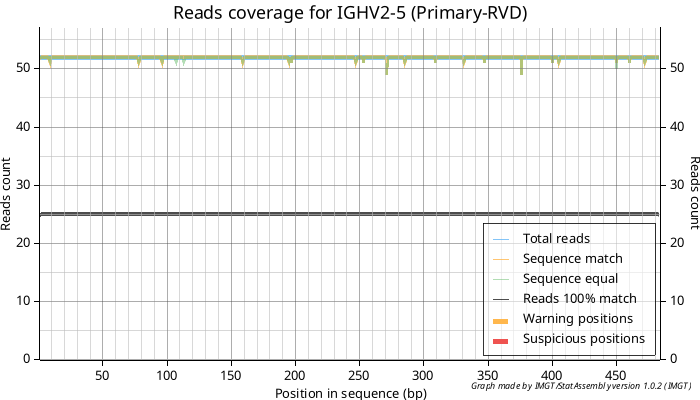 Reads coverage for IGHV2-5 (Primary-RVD)
50
40
30
20
10
0
Reads count
50
40
30
20
10
0
Reads count
Total reads
Sequence match
Sequence equal
Reads 100% match
Warning positions
Suspicious positions
50 100 150 200 250 300 350 400 450
Position in sequence (bp)
Graph made by IMGT/StatAssembly version 1.0.2 (IMGT)